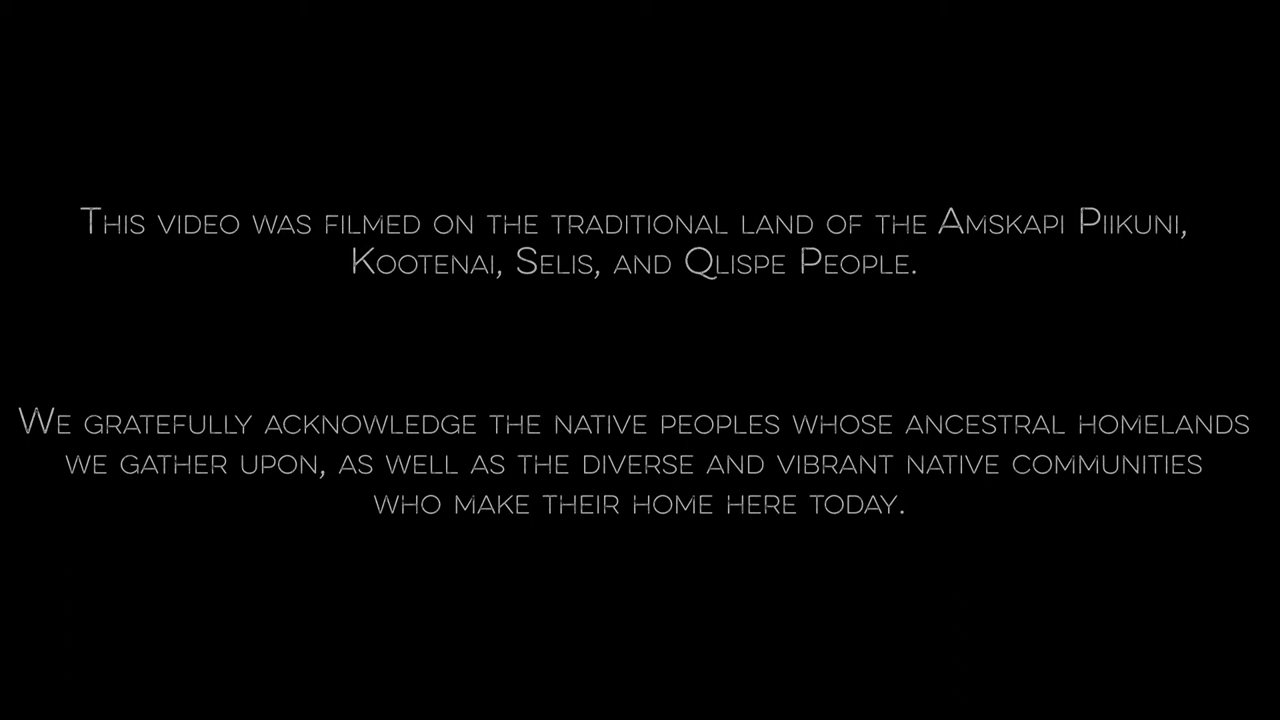 This video was filmed on the traditional land of the Amskapi Piikuni,
Kootenai, Selis, and Qlispe People.
We gratefully acknowledge the native peoples whose ancestral homelands
we gather upon, as well as the diverse and vibrant native communities
who make their home here today.